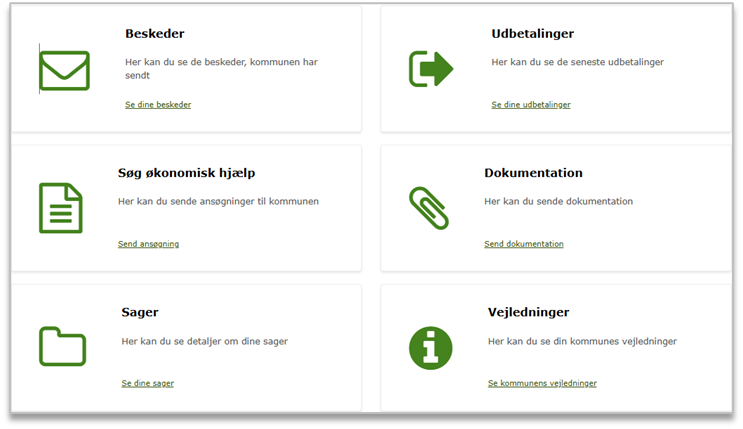 Beskeder
Her kan du se de beskeder, kommunen har
sendt
Se dine beskeder
Udbetalinger
Her kan du se de seneste udbetalinger
Se dine udbetalinger
Søg økonomisk hjælp
Her kan du sende ansøgninger til kommunen
Send ansøgning
Dokumentation
Her kan du sende dokumentation
Send dokumentation
Sager
Her kan du se detaljer om dine sager
Se dine sager
Vejledninger
Her kan du se din kommunes vejledninger
Se kommunens vejledninger